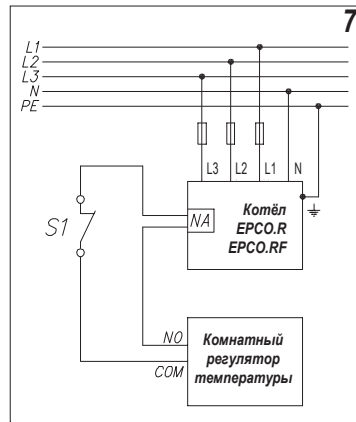 7
L1
L2
L3
N
PE
L3 L2 L1 N
S1
NA
Котёл
EPCO.R
EPCO.RF
NO
COM
Комнатный
регулятор
температуры